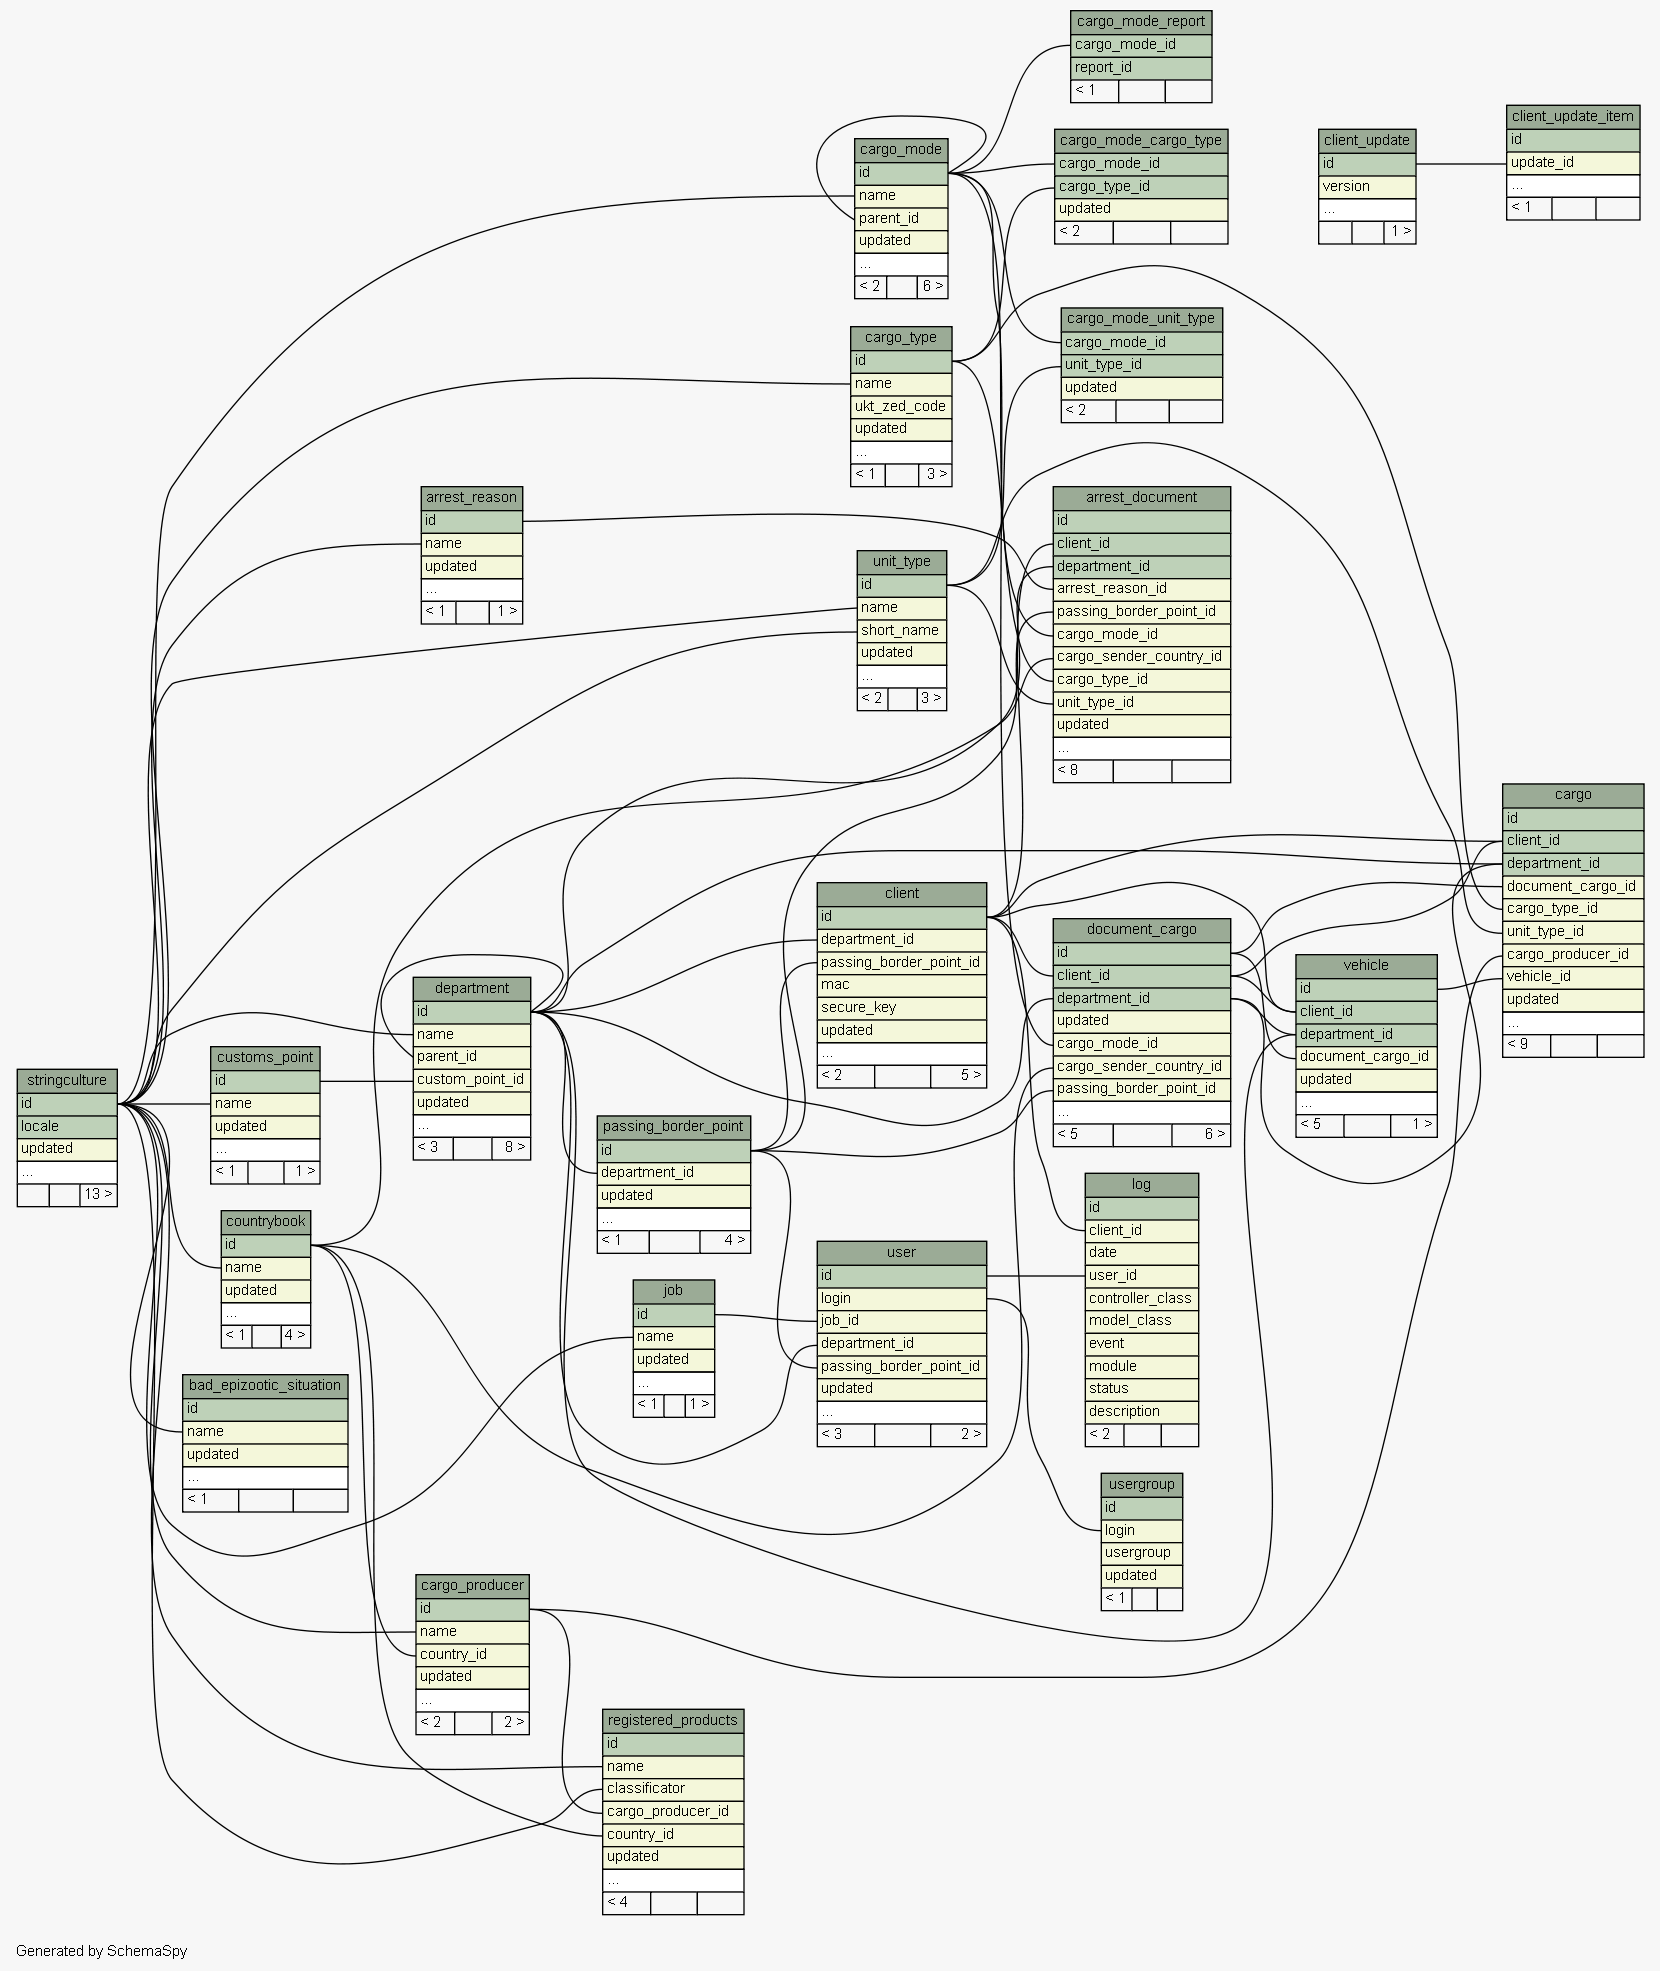 cargo_mode_report
cargo_mode_id
report_id
< 1
cargo_mode_cargo_type
cargo_mode_id
cargo_type_id
updated
< 2
client_update
id
version
...
1 >
client_update_item
id
update_id
...
< 1
cargo_mode
id
name
parent_id
updated
...
< 2 6 >
cargo_type
id
name
ukt_zed_code
updated
...
< 1 3 >
cargo_mode_unit_type
cargo_mode_id
unit_type_id
updated
< 2
arrest_reason
id
name
updated
...
< 1 1 >
unit_type
id
name
short_name
updated
...
< 2 3 >
arrest_document
id
client_id
department_id
arrest_reason_id
passing_border_point_id
cargo_mode_id
cargo_sender_country_id
cargo_type_id
unit_type_id
updated
...
< 8
cargo
id
client_id
department_id
document_cargo_id
cargo_type_id
unit_type_id
cargo_producer_id
vehicle_id
updated
...
< 9
client
id
department_id
passing_border_point_id
mac
secure_key
updated
...
< 2 5 >
document_cargo
id
client_id
department_id
updated
cargo_mode_id
cargo_sender_country_id
passing_border_point_id
...
< 5 6 >
vehicle
id
client_id
department_id
document_cargo_id
updated
...
< 5 1 >
department
id
name
parent_id
custom_point_id
updated
...
< 3 8 >
customs_point
id
name
updated
...
< 1 1 >
stringculture
id
locale
updated
...
13 >
passing_border_point
id
department_id
updated
...
< 1 4 >
log
id
client_id
date
user_id
controller_class
model_class
event
module
status
description
< 2
countrybook
id
name
updated
...
< 1 4 >
user
id
login
job_id
department_id
passing_border_point_id
updated
...
< 3 2 >
job
id
name
updated
...
< 1 1 >
bad_epizootic_situation
id
name
updated
...
< 1
usergroup
id
login
usergroup
updated
< 1
cargo_producer
id
name
country_id
updated
...
< 2 2 >
registered_products
id
name
classificator
cargo_producer_id
country_id
updated
...
< 4
Generated by SchemaSpy